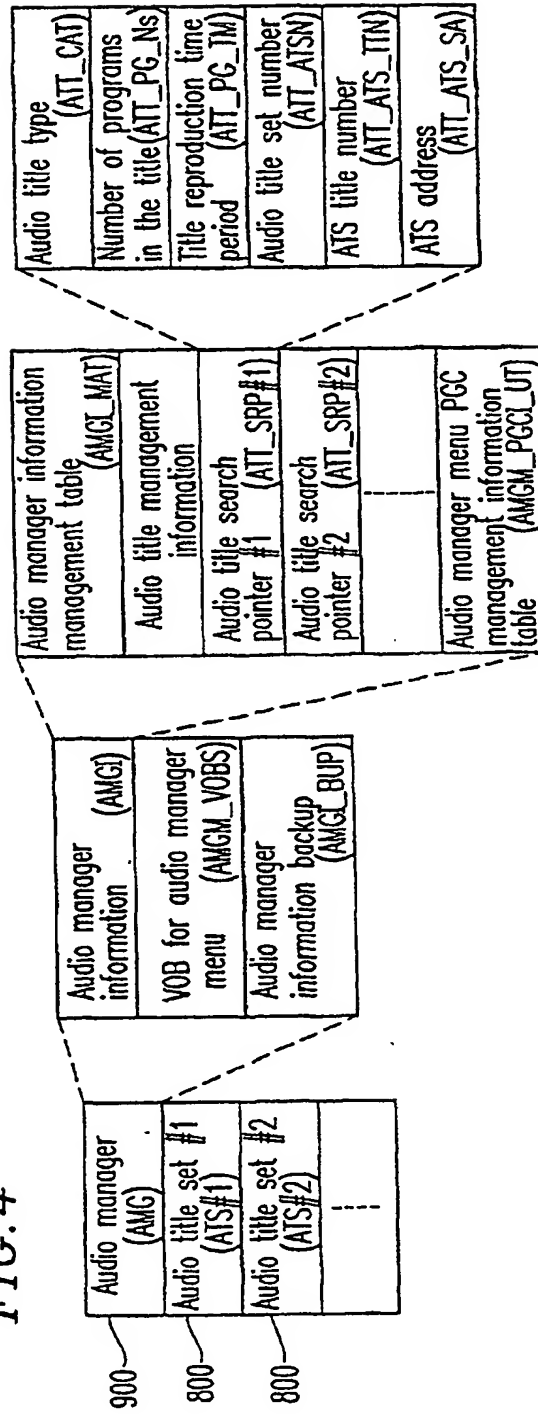 FIG. 4
900
Audio manager
(AMG)
800
Audio title set #1
(ATS#1)
800
Audio title set #2
(ATS#2)
Audio manager
information (AMGI)
VOB for audio manager
menu (AMGM_VOBS)
Audio manager
information backup
(AMGI_BUP)
Audio manager information
management table
(AMGI_MAT)
Audio title management
information
Audio title search
pointer #1 (ATT_SRP#1)
Audio title search
pointer #2 (ATT_SRP#2)
Audio manager menu PGC
management information
table (AMGM_PGCI_UT)
Audio title type
(ATT_CAT)
Number of programs
in the title (ATT_PG_Ns)
Title reproduction time
period (ATT_PG_TM)
Audio title set number
(ATT_ATSN)
ATS title number
(ATT_ATS_TTN)
ATS address
(ATT_ATS_SA)